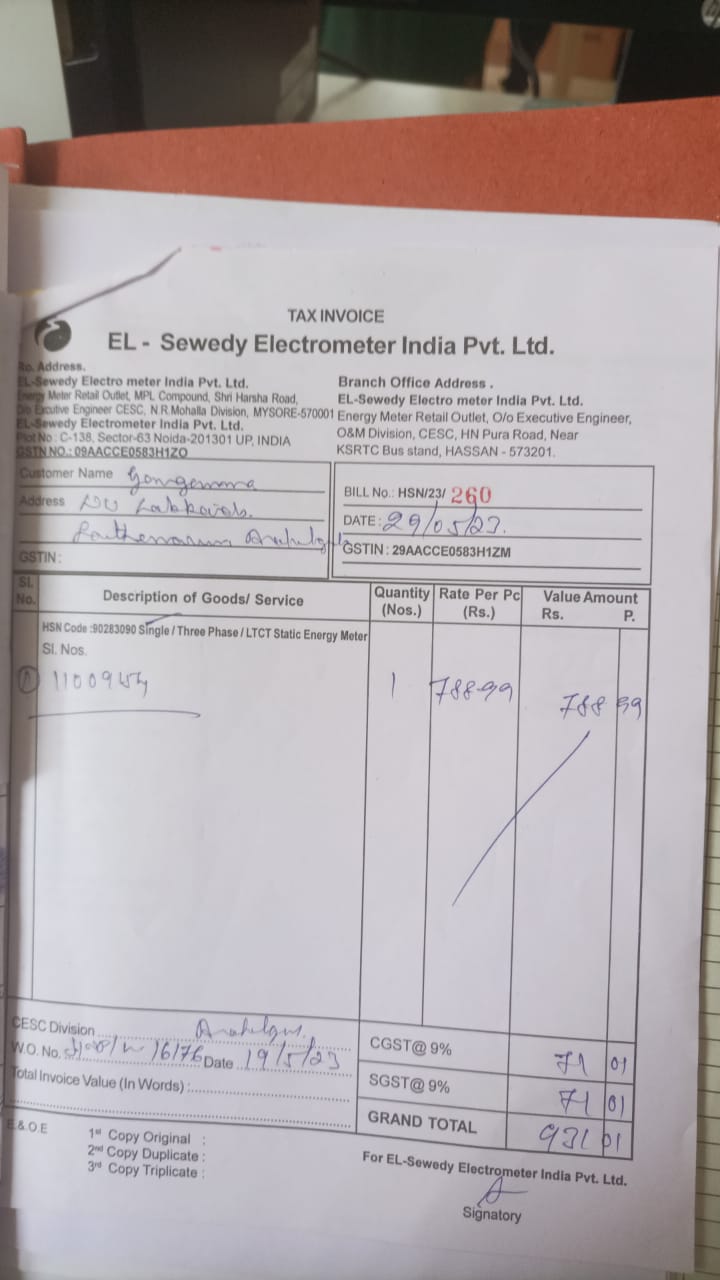 TAX INVOICE
EL - Sewedy Electrometer India Pvt. Ltd.
Ro. Address.
EL-Sewedy Electro meter India Pvt. Ltd.
Energy Meter Retail Outlet, MPL Compound, Shri Harsha Road,
O/o Excutive Engineer CESC, N.R.Mohalla Division, MYSORE-570001
EL-Sewedy Electrometer India Pvt. Ltd.
Plot No : C-138, Sector-63 Noida-201301 UP, INDIA
GSTN.NO.: 09AACCE0583H1ZO
Branch Office Address .
EL-Sewedy Electro meter India Pvt. Ltd.
Energy Meter Retail Outlet, O/o Executive Engineer,
O&M Division, CESC, HN Pura Road, Near
KSRTC Bus stand, HASSAN - 573201.
Customer Name
Address
GSTIN :
BILL No.: HSN/23/ 260
DATE : 29/05/23.
GSTIN : 29AACCE0583H1ZM
Sl. No. Description of Goods/ Service Quantity (Nos.) Rate Per Pc (Rs.) Value Amount Rs. P.
HSN Code :90283090 Single / Three Phase / LTCT Static Energy Meter
Sl. Nos.
1 788-99 788 99
CESC Division
W.O. No. Date 19/5/23
Total Invoice Value (In Words) :
CGST@ 9% 71 01
SGST@ 9% 71 01
GRAND TOTAL 931 01
E.& O.E
1st Copy Original :
2nd Copy Duplicate :
3rd Copy Triplicate :
For EL-Sewedy Electrometer India Pvt. Ltd.
Signatory